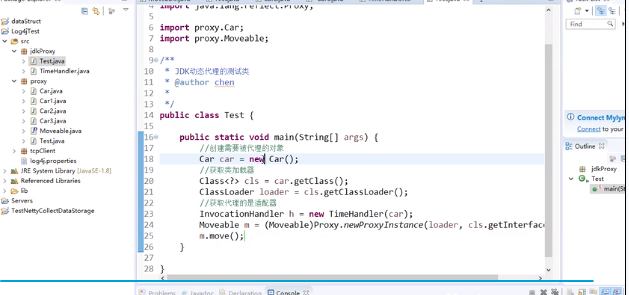 dataStruct
Log4jTest
src
jdkProxy
Test.java
TimeHandler.java
proxy
Car.java
Car1.java
Car2.java
Car3.java
Moveable.java
Test.java
tcpClient
log4j.properties
JRE System Library [JavaSE-1.8]
Referenced Libraries
lib
Servers
TestNettyCollectDataStorage
4 import java.lang.reflect.Proxy;
5
6 import proxy.Car;
7 import proxy.Moveable;
8
9 /**
10 * JDK动态代理的测试类
11 * @author chen
12 *
13 */
14 public class Test {
15
16 public static void main(String[] args) {
17 //创建需要被代理的对象
18 Car car = new Car();
19 //获取类加载器
20 Class<?> cls = car.getClass();
21 ClassLoader loader = cls.getClassLoader();
22 //获取代理的是适配器
23 InvocationHandler h = new TimeHandler(car);
24 Moveable m = (Moveable)Proxy.newProxyInstance(loader, cls.getInterfac
25 m.move();
26 }
27
28 }
Find
Connect Mylyn
Connect to your
Outline
jdkProxy
Test
main(S
Problems
Javadoc
Declaration
Console